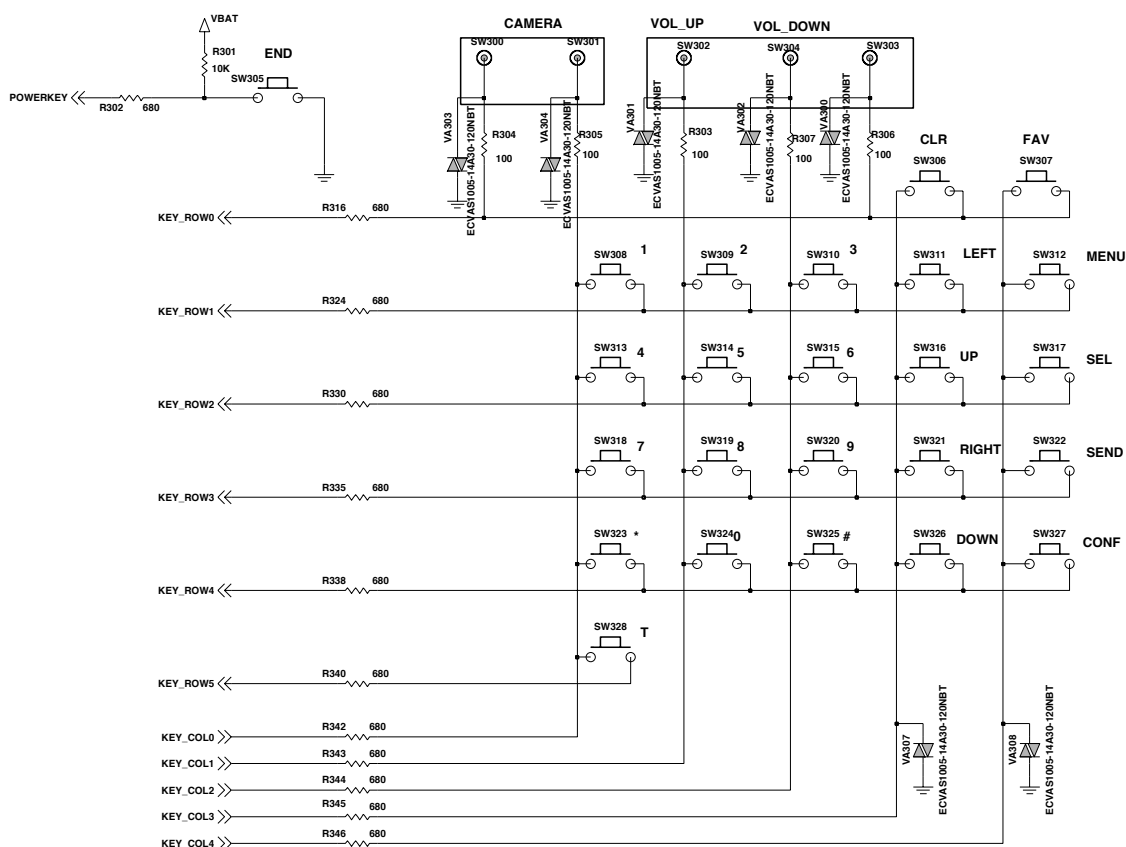 VBAT
R301
10K
END
SW305
POWERKEY
R302 680
CAMERA
SW300
SW301
VOL_UP
VOL_DOWN
SW302
SW304
SW303
VA303
ECVAS1005-14A30-120NBT
R304
100
VA304
ECVAS1005-14A30-120NBT
R305
100
VA301
ECVAS1005-14A30-120NBT
R303
100
VA302
ECVAS1005-14A30-120NBT
R307
100
VA300
ECVAS1005-14A30-120NBT
R306
100
CLR
SW306
FAV
SW307
KEY_ROW0
R316 680
SW308 1
SW309 2
SW310 3
SW311 LEFT
SW312 MENU
KEY_ROW1
R324 680
SW313 4
SW314 5
SW315 6
SW316 UP
SW317 SEL
KEY_ROW2
R330 680
SW318 7
SW319 8
SW320 9
SW321 RIGHT
SW322 SEND
KEY_ROW3
R335 680
SW323 *
SW324 0
SW325 #
SW326 DOWN
SW327 CONF
KEY_ROW4
R338 680
SW328 T
KEY_ROW5
R340 680
KEY_COL0
R342 680
KEY_COL1
R343 680
KEY_COL2
R344 680
KEY_COL3
R345 680
KEY_COL4
R346 680
VA307
ECVAS1005-14A30-120NBT
VA308
ECVAS1005-14A30-120NBT